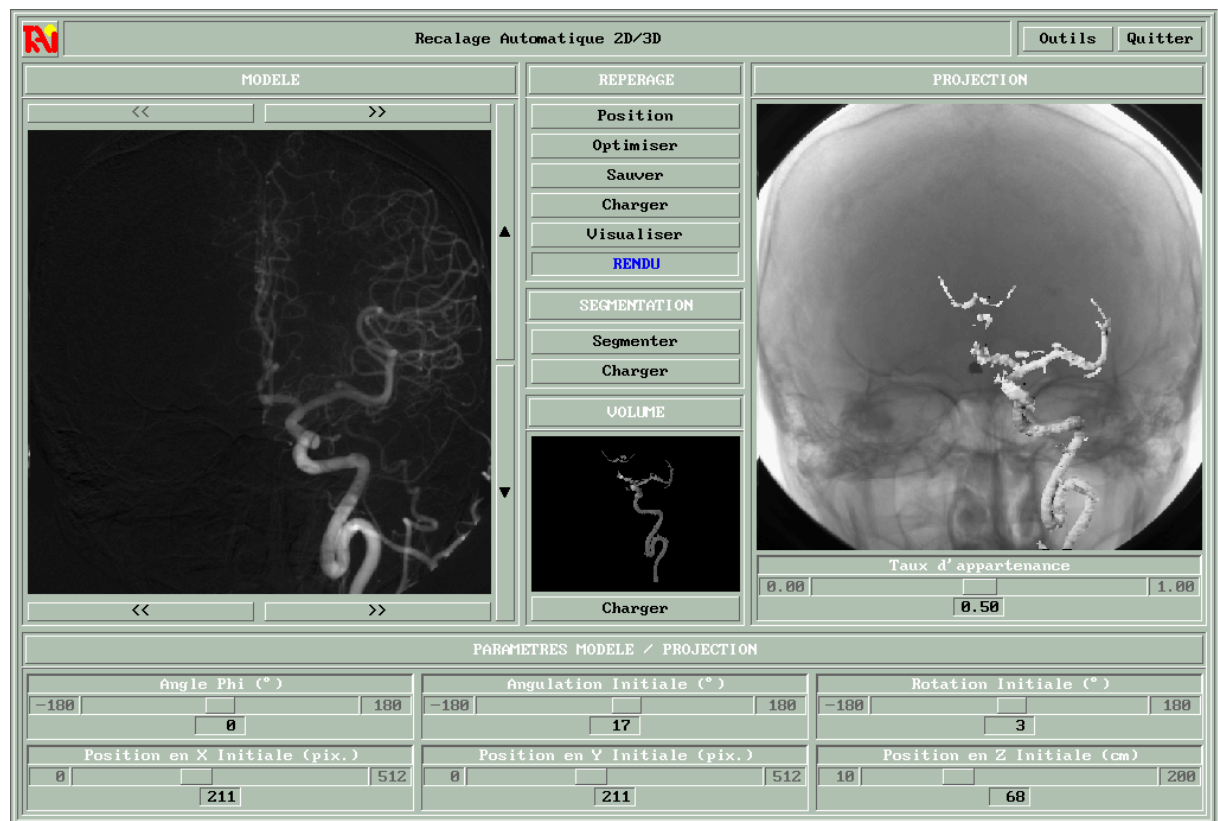 TAVI
Recalage Automatique 2D/3D
Outils
Quitter
MODELE
REPERAGE
PROJECTION
<<
>>
Position
Optimiser
Sauver
Charger
Visualiser
RENDU
SEGMENTATION
Segmenter
Charger
VOLUME
Charger
<<
>>
Taux d'appartenance
0.00
1.00
0.50
PARAMETRES MODELE / PROJECTION
Angle Phi (°)
-180
180
0
Angulation Initiale (°)
-180
180
17
Rotation Initiale (°)
-180
180
3
Position en X Initiale (pix.)
0
512
211
Position en Y Initiale (pix.)
0
512
211
Position en Z Initiale (cm)
10
200
68